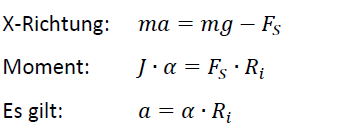 X-Richtung: ma = mg − F_S
Moment: J · α = F_S · R_i
Es gilt: a = α · R_i